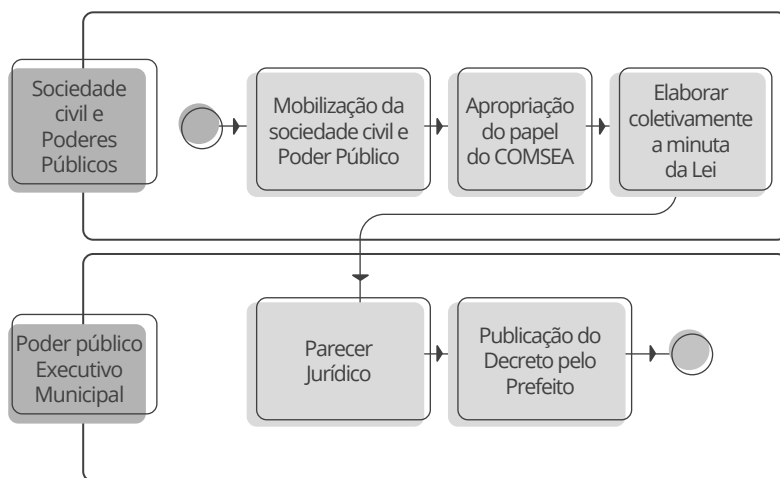 Sociedade
civil e
Poderes
Públicos
Mobilização da
sociedade civil e
Poder Público
Apropriação
do papel
do COMSEA
Elaborar
coletivamente
a minuta
da Lei
Poder público
Executivo
Municipal
Parecer
Jurídico
Publicação do
Decreto pelo
Prefeito